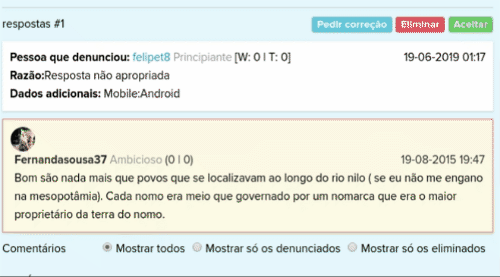 respostas #1 Pedir correção Eliminar Aceitar
Pessoa que denunciou: felipet8 Principiante [W: 0 | T: 0] 19-06-2019 01:17
Razão:Resposta não apropriada
Dados adicionais: Mobile:Android
Fernandasousa37 Ambicioso (0 | 0) 19-08-2015 19:47
Bom são nada mais que povos que se localizavam ao longo do rio nilo ( se eu não me engano
na mesopotâmia). Cada nomo era meio que governado por um nomarca que era o maior
proprietário da terra do nomo.
Comentários Mostrar todos Mostrar só os denunciados Mostrar só os eliminados